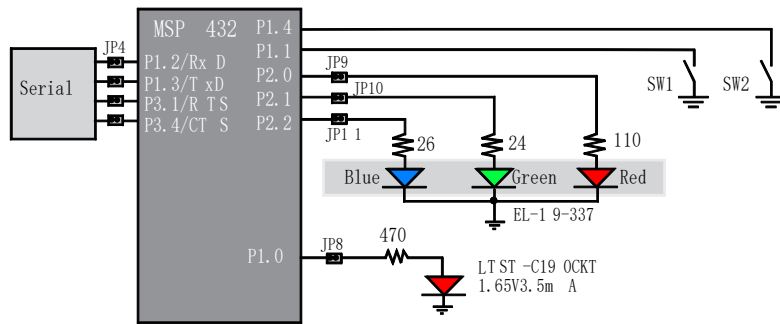 MSP 432
P1.4
P1.1
P2.0
P2.1
P2.2
P1.0
JP4
P1.2/Rx D
P1.3/T xD
P3.1/R TS
P3.4/CT S
Serial
JP9
JP10
JP1 1
SW1
SW2
26
24
110
Blue
Green
Red
EL-1 9-337
JP8
470
LT ST -C19 OCKT
1.65V3.5m A